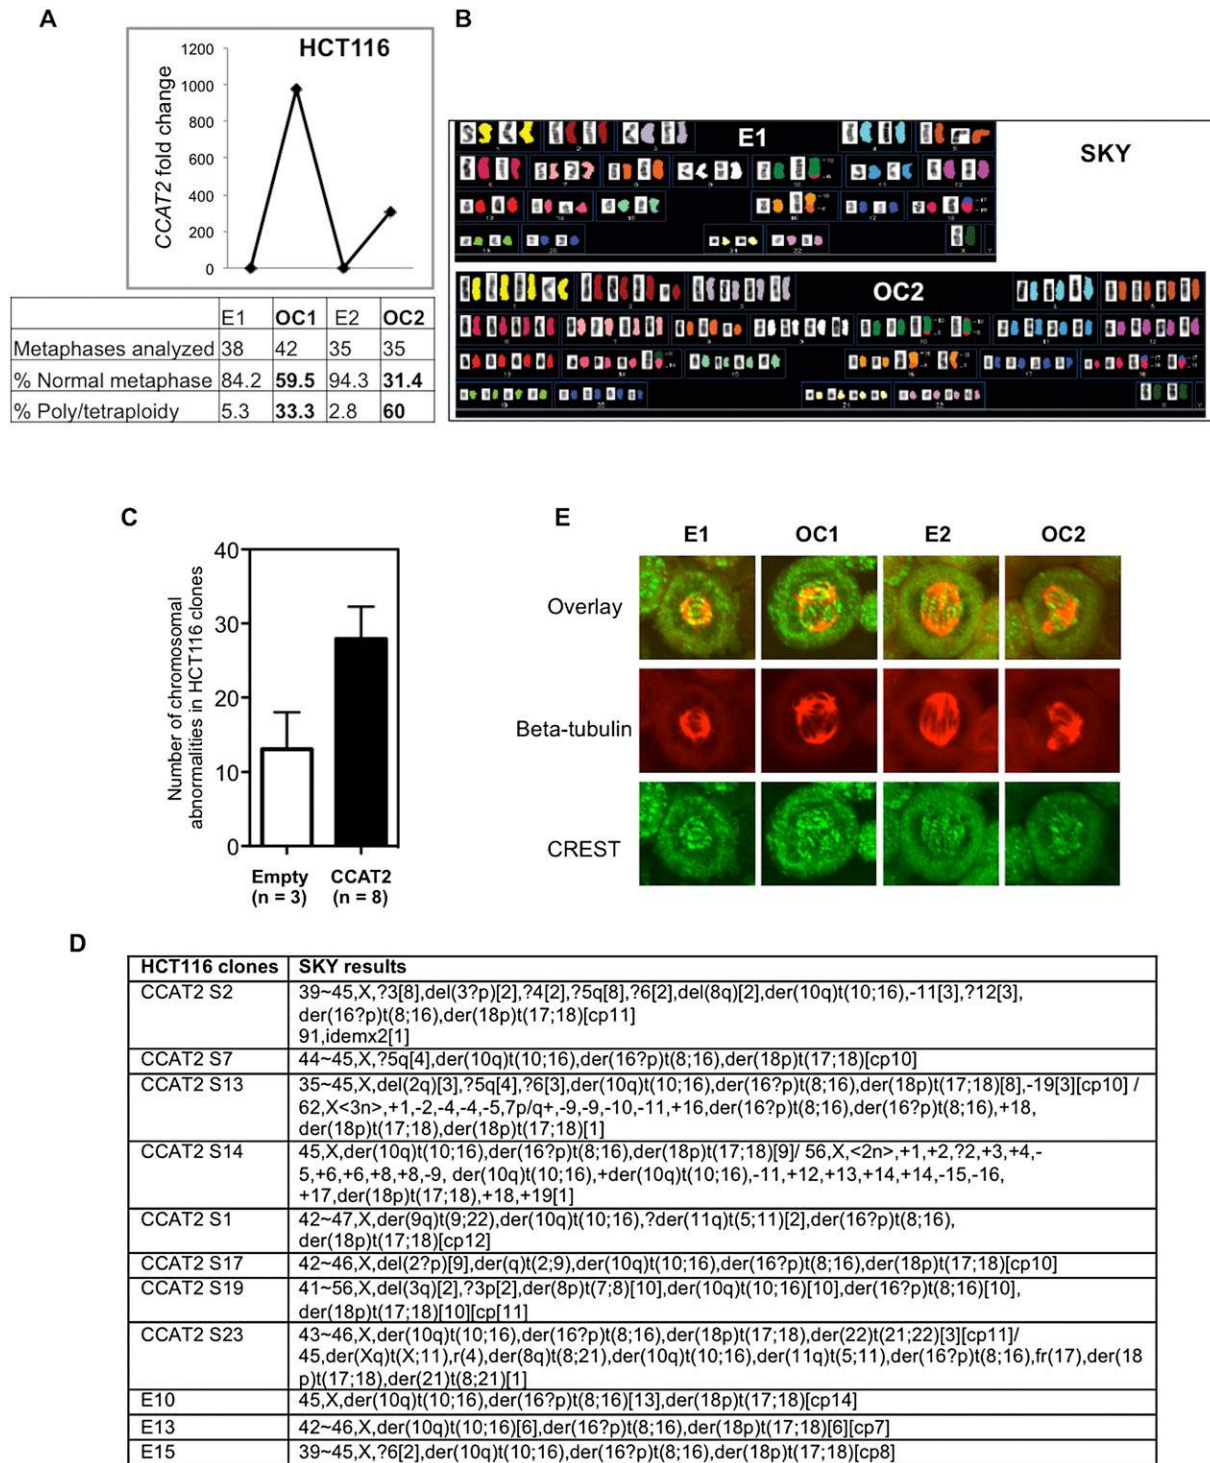 A
HCT116
CCAT2 fold change
1200
1000
800
600
400
200
0
E1 OC1 E2 OC2
Metaphases analyzed 38 42 35 35
% Normal metaphase 84.2 59.5 94.3 31.4
% Poly/tetraploidy 5.3 33.3 2.8 60
B
E1
SKY
OC2
C
Number of chromosomal
abnormalities in HCT116 clones
40
30
20
10
0
Empty CCAT2
(n = 3) (n = 8)
E
E1 OC1 E2 OC2
Overlay
Beta-tubulin
CREST
D
HCT116 clones SKY results
CCAT2 S2 39~45,X,?3[8],del(3?p)[2],?4[2],?5q[8],?6[2],del(8q)[2],der(10q)t(10;16),-11[3],?12[3],
der(16?p)t(8;16),der(18p)t(17;18)[cp11]
91,idemx2[1]
CCAT2 S7 44~45,X,?5q[4],der(10q)t(10;16),der(16?p)t(8;16),der(18p)t(17;18)[cp10]
CCAT2 S13 35~45,X,del(2q)[3],?5q[4],?6[3],der(10q)t(10;16),der(16?p)t(8;16),der(18p)t(17;18)[8],-19[3][cp10] /
62,X<3n>,+1,-2,-4,-4,-5,7p/q+,-9,-9,-10,-11,+16,der(16?p)t(8;16),der(16?p)t(8;16),+18,
der(18p)t(17;18),der(18p)t(17;18)[1]
CCAT2 S14 45,X,der(10q)t(10;16),der(16?p)t(8;16),der(18p)t(17;18)[9]/ 56,X,<2n>,+1,+2,?2,+3,+4,-
5,+6,+6,+8,+8,-9, der(10q)t(10;16),+der(10q)t(10;16),-11,+12,+13,+14,+14,-15,-16,
+17,der(18p)t(17;18),+18,+19[1]
CCAT2 S1 42~47,X,der(9q)t(9;22),der(10q)t(10;16),?der(11q)t(5;11)[2],der(16?p)t(8;16),
der(18p)t(17;18)[cp12]
CCAT2 S17 42~46,X,del(2?p)[9],der(q)t(2;9),der(10q)t(10;16),der(16?p)t(8;16),der(18p)t(17;18)[cp10]
CCAT2 S19 41~56,X,del(3q)[2],?3p[2],der(8p)t(7;8)[10],der(10q)t(10;16)[10],der(16?p)t(8;16)[10],
der(18p)t(17;18)[10][cp[11]
CCAT2 S23 43~46,X,der(10q)t(10;16),der(16?p)t(8;16),der(18p)t(17;18),der(22)t(21;22)[3][cp11]/
45,der(Xq)t(X;11),r(4),der(8q)t(8;21),der(10q)t(10;16),der(11q)t(5;11),der(16?p)t(8;16),fr(17),der(18
p)t(17;18),der(21)t(8;21)[1]
E10 45,X,der(10q)t(10;16),der(16?p)t(8;16)[13],der(18p)t(17;18)[cp14]
E13 42~46,X,der(10q)t(10;16)[6],der(16?p)t(8;16),der(18p)t(17;18)[6][cp7]
E15 39~45,X,?6[2],der(10q)t(10;16),der(16?p)t(8;16),der(18p)t(17;18)[cp8]